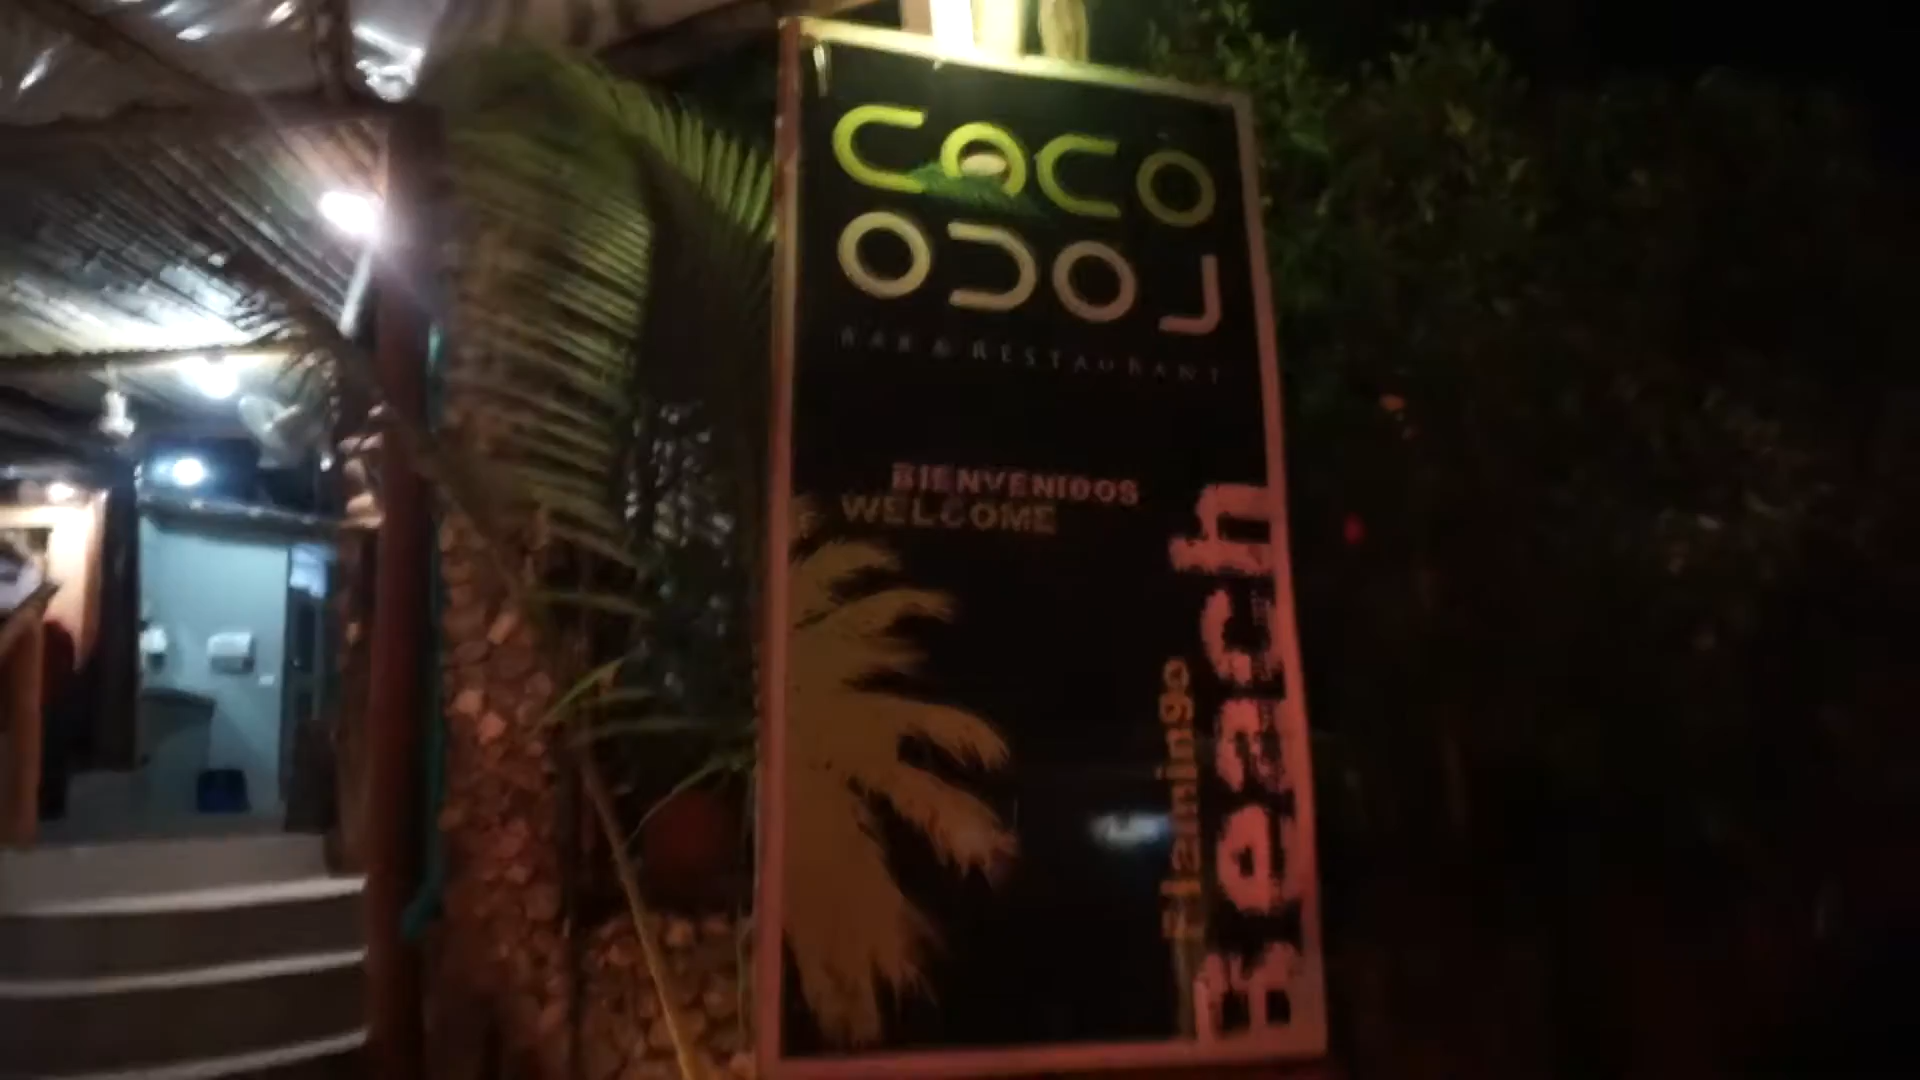 COCO
LOCO
BAR & RESTAURANT
BIENVENIDOS
WELCOME
Flamingo
Beach